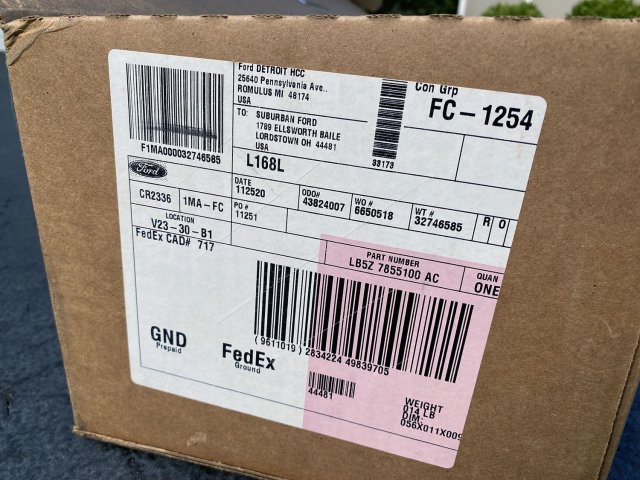 Ford DETROIT HCC
25640 Pennsylvania Ave..
ROMULUS MI 48174
USA
Con Grp
FC-1254
TO: SUBURBAN FORD
1789 ELLSWORTH BAILE
LORDSTOWN OH 44481
USA
33173
F1MA000032746585
L168L
Ford
CR2336
1MA-FC
DATE
112520
ODO#
43824007
WO #
6650518
WT #
32746585
R
O
PO #
11251
LOCATION
V23-30-B1
FedEx CAD# 717
PART NUMBER
LB5Z 7855100 AC
QUAN
ONE
(9611019) 2834224 49839705
GND
Prepaid
FedEx
Ground
44481
WEIGHT
014 LB
DIM:
056X011X009